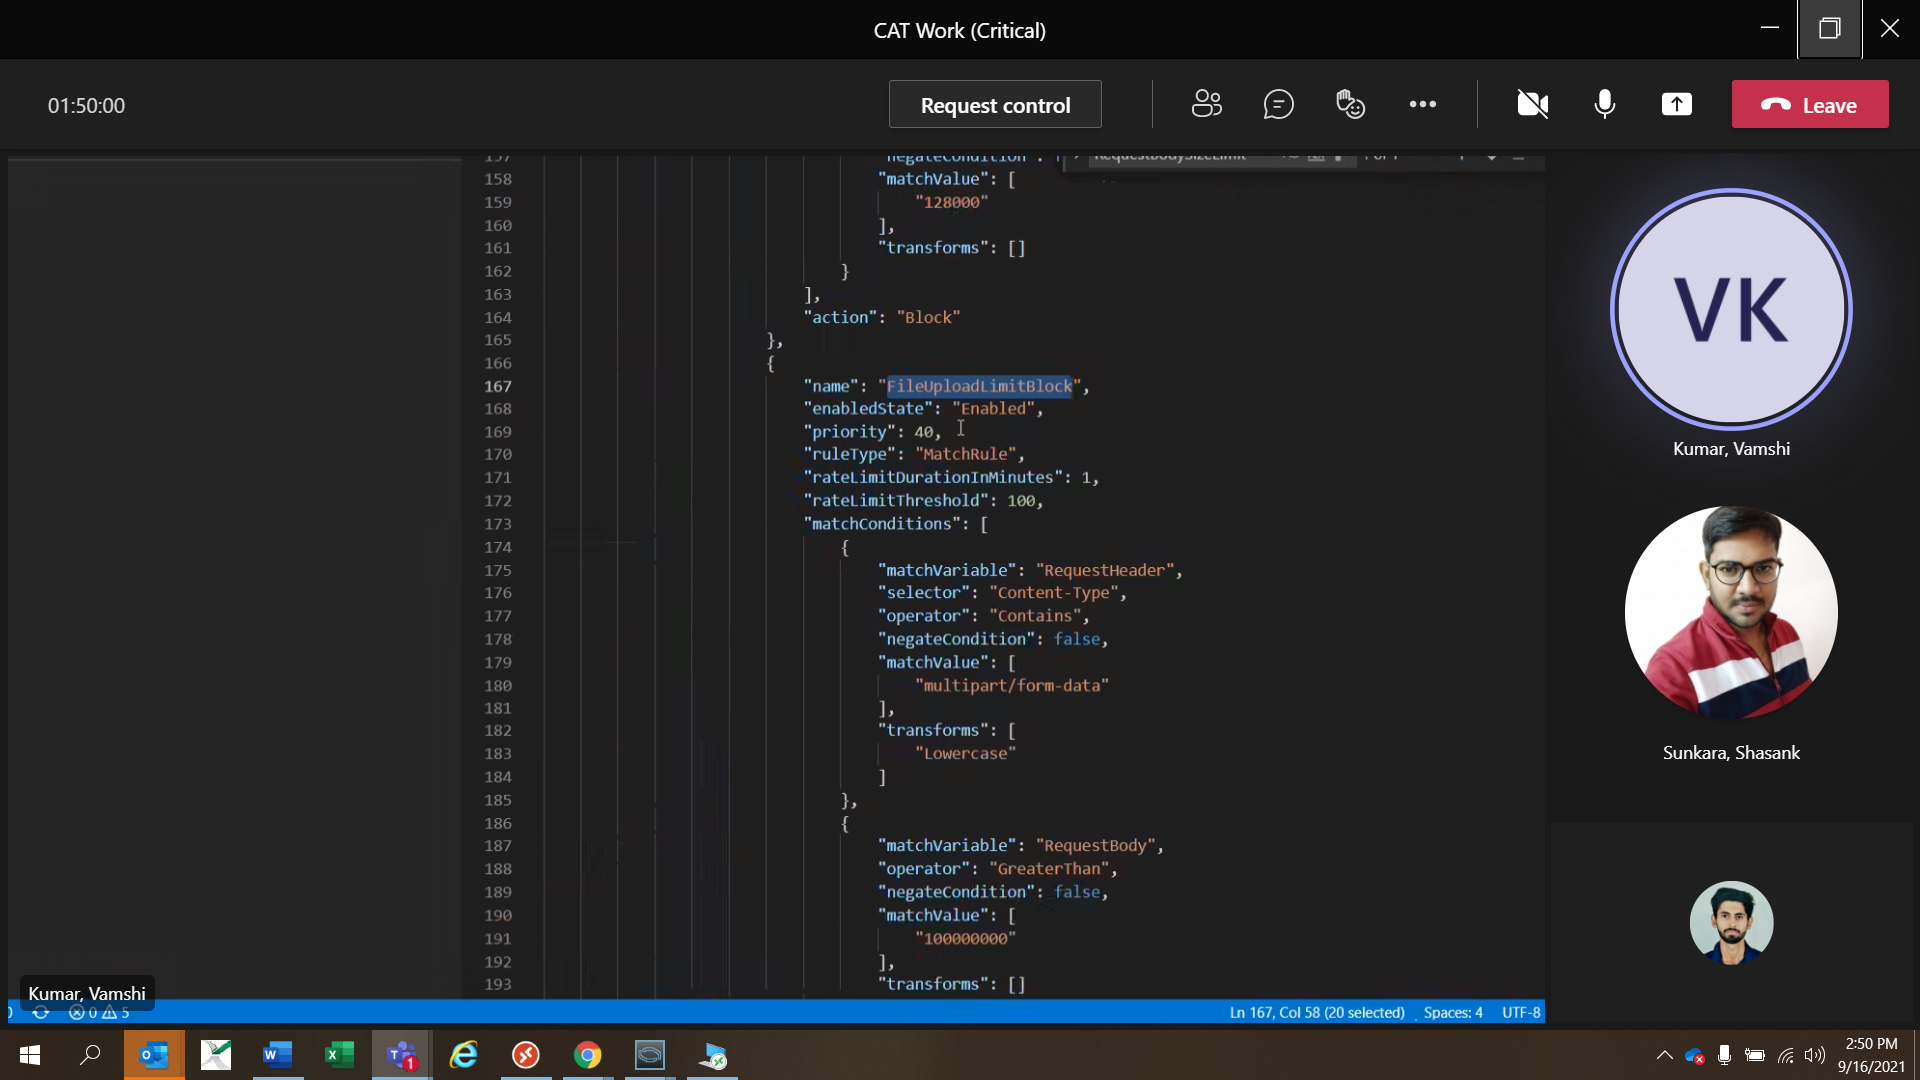 CAT Work (Critical)
01:50:00
Request control
Leave
157 "negateCondition":
RequestBodySizeLimit
158 "matchValue": [
159 "128000"
160 ],
161 "transforms": []
162 }
163 ],
164 "action": "Block"
165 },
166 {
167 "name": "FileUploadLimitBlock",
168 "enabledState": "Enabled",
169 "priority": 40,
170 "ruleType": "MatchRule",
171 "rateLimitDurationInMinutes": 1,
172 "rateLimitThreshold": 100,
173 "matchConditions": [
174 {
175 "matchVariable": "RequestHeader",
176 "selector": "Content-Type",
177 "operator": "Contains",
178 "negateCondition": false,
179 "matchValue": [
180 "multipart/form-data"
181 ],
182 "transforms": [
183 "Lowercase"
184 ]
185 },
186 {
187 "matchVariable": "RequestBody",
188 "operator": "GreaterThan",
189 "negateCondition": false,
190 "matchValue": [
191 "100000000"
192 ],
193 "transforms": []
VK
Kumar, Vamshi
Sunkara, Shasank
Kumar, Vamshi
0 5
Ln 167, Col 58 (20 selected) Spaces: 4 UTF-8
2:50 PM
9/16/2021